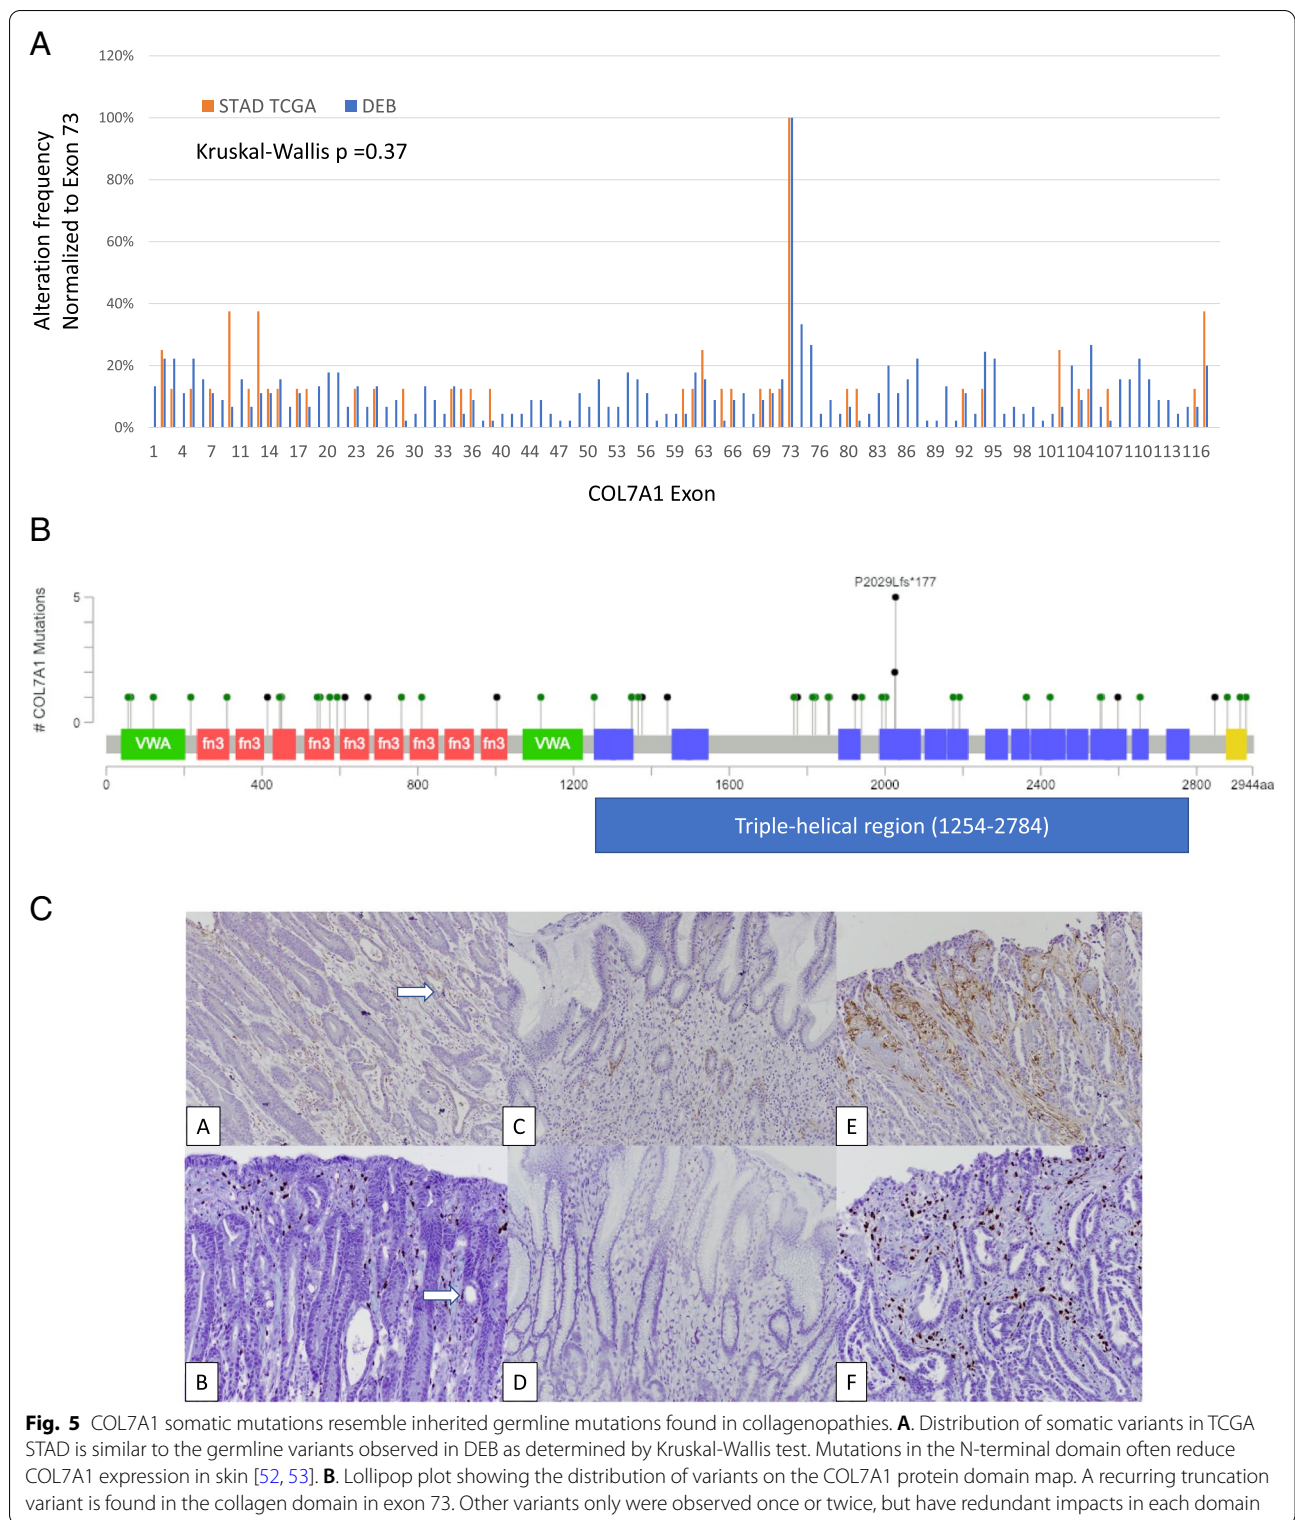 A
120%
100%
80%
60%
40%
20%
0%
Alteration frequency
Normalized to Exon 73
STAD TCGA DEB
Kruskal-Wallis p =0.37
1 4 7 11 14 17 20 23 26 30 33 36 40 44 47 50 53 56 59 63 66 69 73 76 80 83 86 89 92 95 98 101 104 107 110 113 116
COL7A1 Exon
B
# COL7A1 Mutations
5
0
P2029Lfs*177
VWA fn3 fn3 fn3 fn3 fn3 fn3 fn3 fn3 VWA
0 400 800 1200 1600 2000 2400 2800 2944aa
Triple-helical region (1254-2784)
C
A C E
B D F
Fig. 5 COL7A1 somatic mutations resemble inherited germline mutations found in collagenopathies. A. Distribution of somatic variants in TCGA
STAD is similar to the germline variants observed in DEB as determined by Kruskal-Wallis test. Mutations in the N-terminal domain often reduce
COL7A1 expression in skin [52, 53]. B. Lollipop plot showing the distribution of variants on the COL7A1 protein domain map. A recurring truncation
variant is found in the collagen domain in exon 73. Other variants only were observed once or twice, but have redundant impacts in each domain